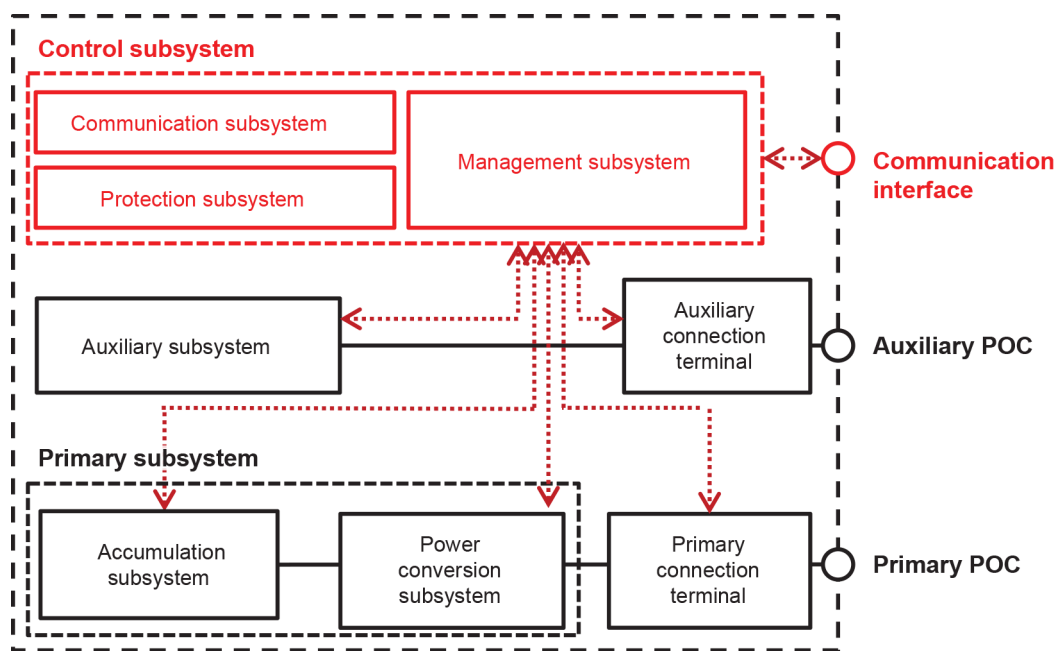 Control subsystem
Communication subsystem
Protection subsystem
Management subsystem
Communication
interface
Auxiliary subsystem
Auxiliary
connection
terminal
Auxiliary POC
Primary subsystem
Accumulation
subsystem
Power
conversion
subsystem
Primary
connection
terminal
Primary POC